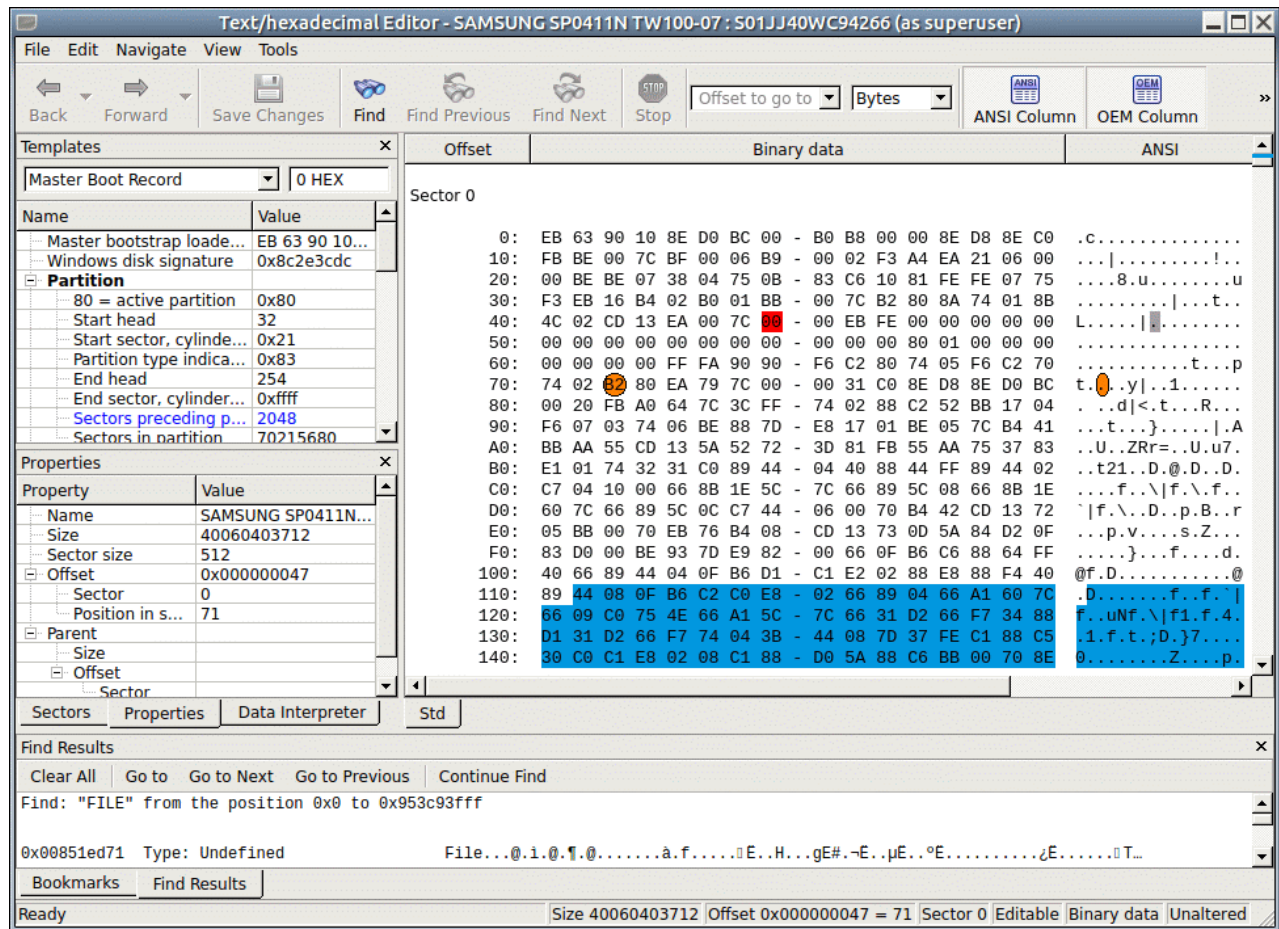 Text/hexadecimal Editor - SAMSUNG SP0411N TW100-07 : S01JJ40WC94266 (as superuser)
File Edit Navigate View Tools
Back Forward Save Changes Find Find Previous Find Next Stop Offset to go to Bytes ANSI Column OEM Column »
Templates
Master Boot Record 0 HEX
Name Value
Master bootstrap loade... EB 63 90 10...
Windows disk signature 0x8c2e3cdc
Partition
80 = active partition 0x80
Start head 32
Start sector, cylinde... 0x21
Partition type indica... 0x83
End head 254
End sector, cylinder... 0xffff
Sectors preceding p... 2048
Sectors in partition 70215680
Properties
Property Value
Name SAMSUNG SP0411N...
Size 40060403712
Sector size 512
Offset 0x000000047
Sector 0
Position in s... 71
Parent
Size
Offset
Sector
Sectors Properties Data Interpreter
Offset Binary data ANSI
Sector 0
0: EB 63 90 10 8E D0 BC 00 - B0 B8 00 00 8E D8 8E C0 .c..............
10: FB BE 00 7C BF 00 06 B9 - 00 02 F3 A4 EA 21 06 00 ...|.........!..
20: 00 BE BE 07 38 04 75 0B - 83 C6 10 81 FE FE 07 75 ....8.u........u
30: F3 EB 16 B4 02 B0 01 BB - 00 7C B2 80 8A 74 01 8B .........|...t..
40: 4C 02 CD 13 EA 00 7C 00 - 00 EB FE 00 00 00 00 00 L.....|.........
50: 00 00 00 00 00 00 00 00 - 00 00 00 80 01 00 00 00 ................
60: 00 00 00 00 FF FA 90 90 - F6 C2 80 74 05 F6 C2 70 ...........t...p
70: 74 02 B2 80 EA 79 7C 00 - 00 31 C0 8E D8 8E D0 BC t....y|..1......
80: 00 20 FB A0 64 7C 3C FF - 74 02 88 C2 52 BB 17 04 . ..d|<.t...R...
90: F6 07 03 74 06 BE 88 7D - E8 17 01 BE 05 7C B4 41 ...t...}.....|.A
A0: BB AA 55 CD 13 5A 52 72 - 3D 81 FB 55 AA 75 37 83 ..U..ZRr=..U.u7.
B0: E1 01 74 32 31 C0 89 44 - 04 40 88 44 FF 89 44 02 ..t21..D.@.D..D.
C0: C7 04 10 00 66 8B 1E 5C - 7C 66 89 5C 08 66 8B 1E ....f..\|f.\.f..
D0: 60 7C 66 89 5C 0C C7 44 - 06 00 70 B4 42 CD 13 72 `|f.\..D..p.B..r
E0: 05 BB 00 70 EB 76 B4 08 - CD 13 73 0D 5A 84 D2 0F ...p.v....s.Z...
F0: 83 D0 00 BE 93 7D E9 82 - 00 66 0F B6 C6 88 64 FF .....}...f....d.
100: 40 66 89 44 04 0F B6 D1 - C1 E2 02 88 E8 88 F4 40 @f.D...........@
110: 89 44 08 0F B6 C2 C0 E8 - 02 66 89 04 66 A1 60 7C .D.......f..f.`|
120: 66 09 C0 75 4E 66 A1 5C - 7C 66 31 D2 66 F7 34 88 f..uNf.\|f1.f.4.
130: D1 31 D2 66 F7 74 04 3B - 44 08 7D 37 FE C1 88 C5 .1.f.t.;D.}7....
140: 30 C0 C1 E8 02 08 C1 88 - D0 5A 88 C6 BB 00 70 8E 0........Z....p.
Std
Find Results
Clear All Go to Go to Next Go to Previous Continue Find
Find: "FILE" from the position 0x0 to 0x953c93fff
0x00851ed71 Type: Undefined File...@.ì.@.¶.@.......à.f.....
Bookmarks Find Results
Ready Size 40060403712 Offset 0x000000047 = 71 Sector 0 Editable Binary data Unaltered